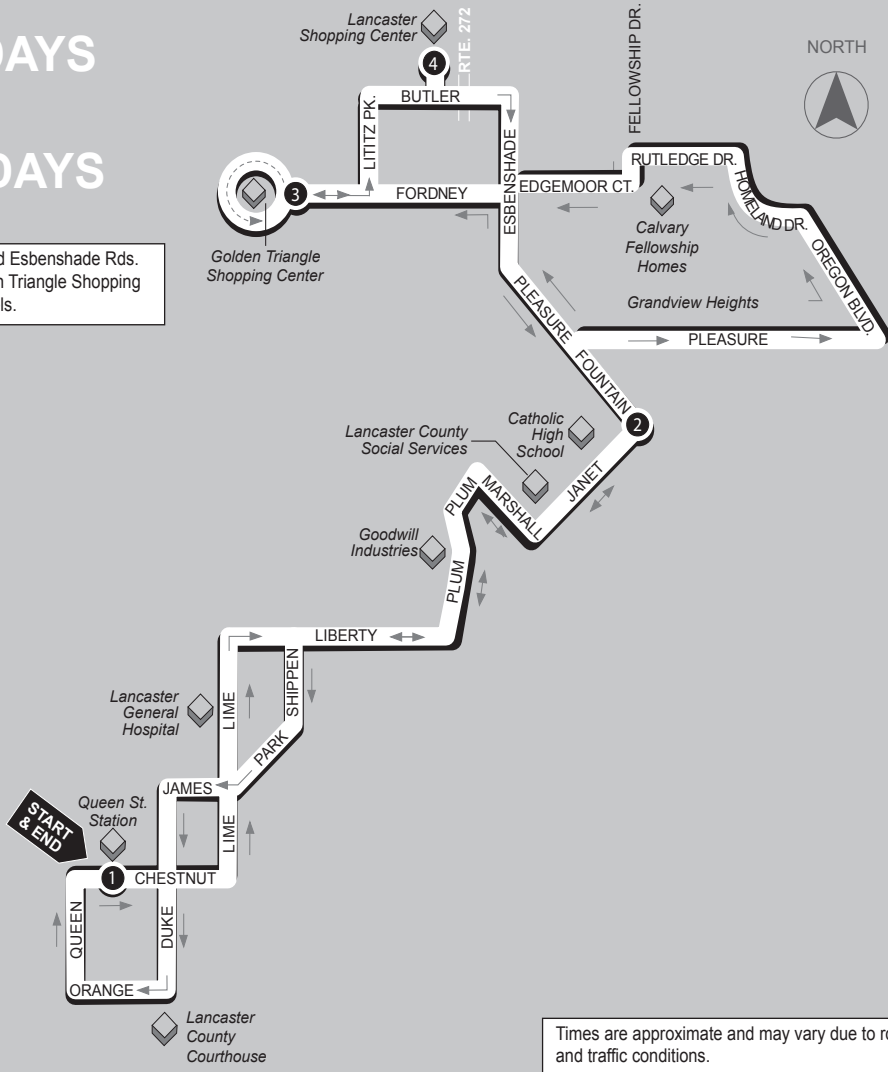 DAYS
DAYS
Lancaster
Shopping Center
4
RTE. 272
FELLOWSHIP DR.
NORTH
BUTLER
LITITZ PK.
ESBENSHADE
RUTLEDGE DR.
3
FORDNEY
EDGEMOOR CT.
HOMELAND DR.
OREGON BLVD.
Calvary
Fellowship
Homes
Golden Triangle
Shopping Center
Esbenshade Rds.
Triangle Shopping
Grandview Heights
PLEASURE
PLEASURE
FOUNTAIN
2
Catholic
High
School
Lancaster County
Social Services
JANET
MARSHALL
PLUM
Goodwill
Industries
PLUM
LIBERTY
SHIPPEN
LIME
Lancaster
General
Hospital
PARK
JAMES
LIME
Queen St.
Station
START
& END
1
CHESTNUT
QUEEN
DUKE
ORANGE
Lancaster
County
Courthouse
Times are approximate and may vary due to
and traffic conditions.